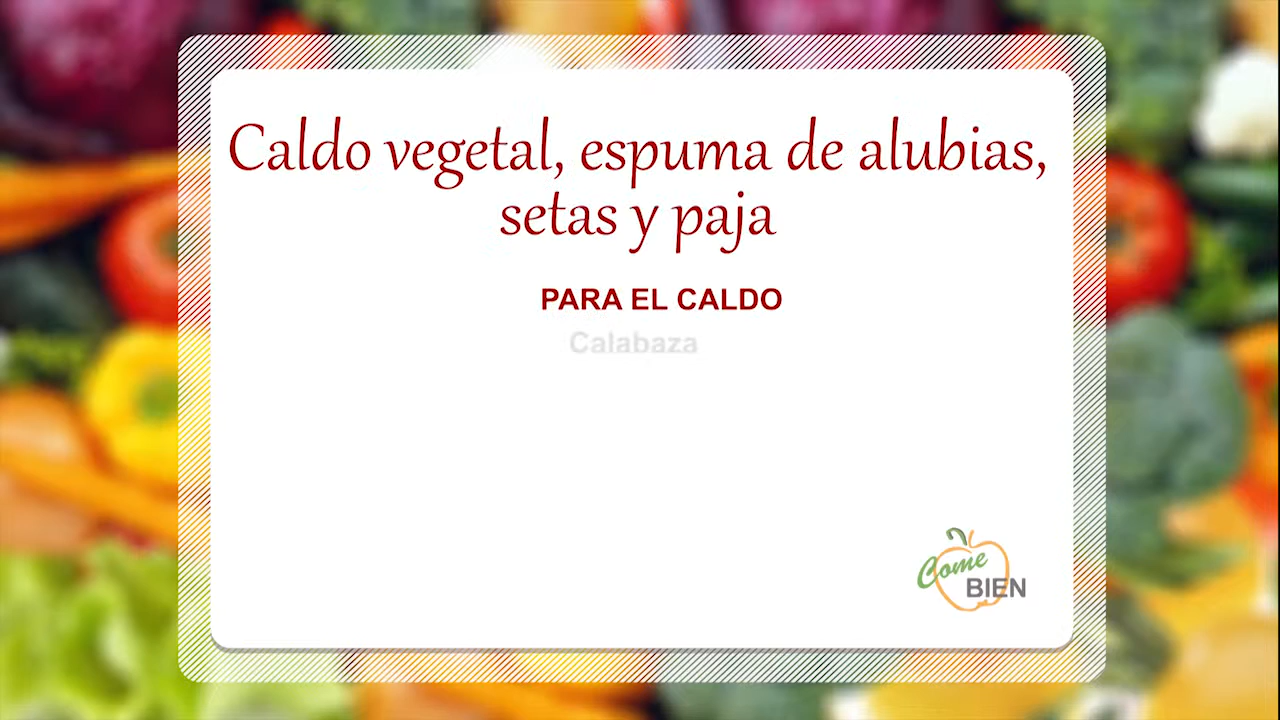 Caldo vegetal, espuma de alubias,
setas y paja
PARA EL CALDO
Calabaza
Come
BIEN